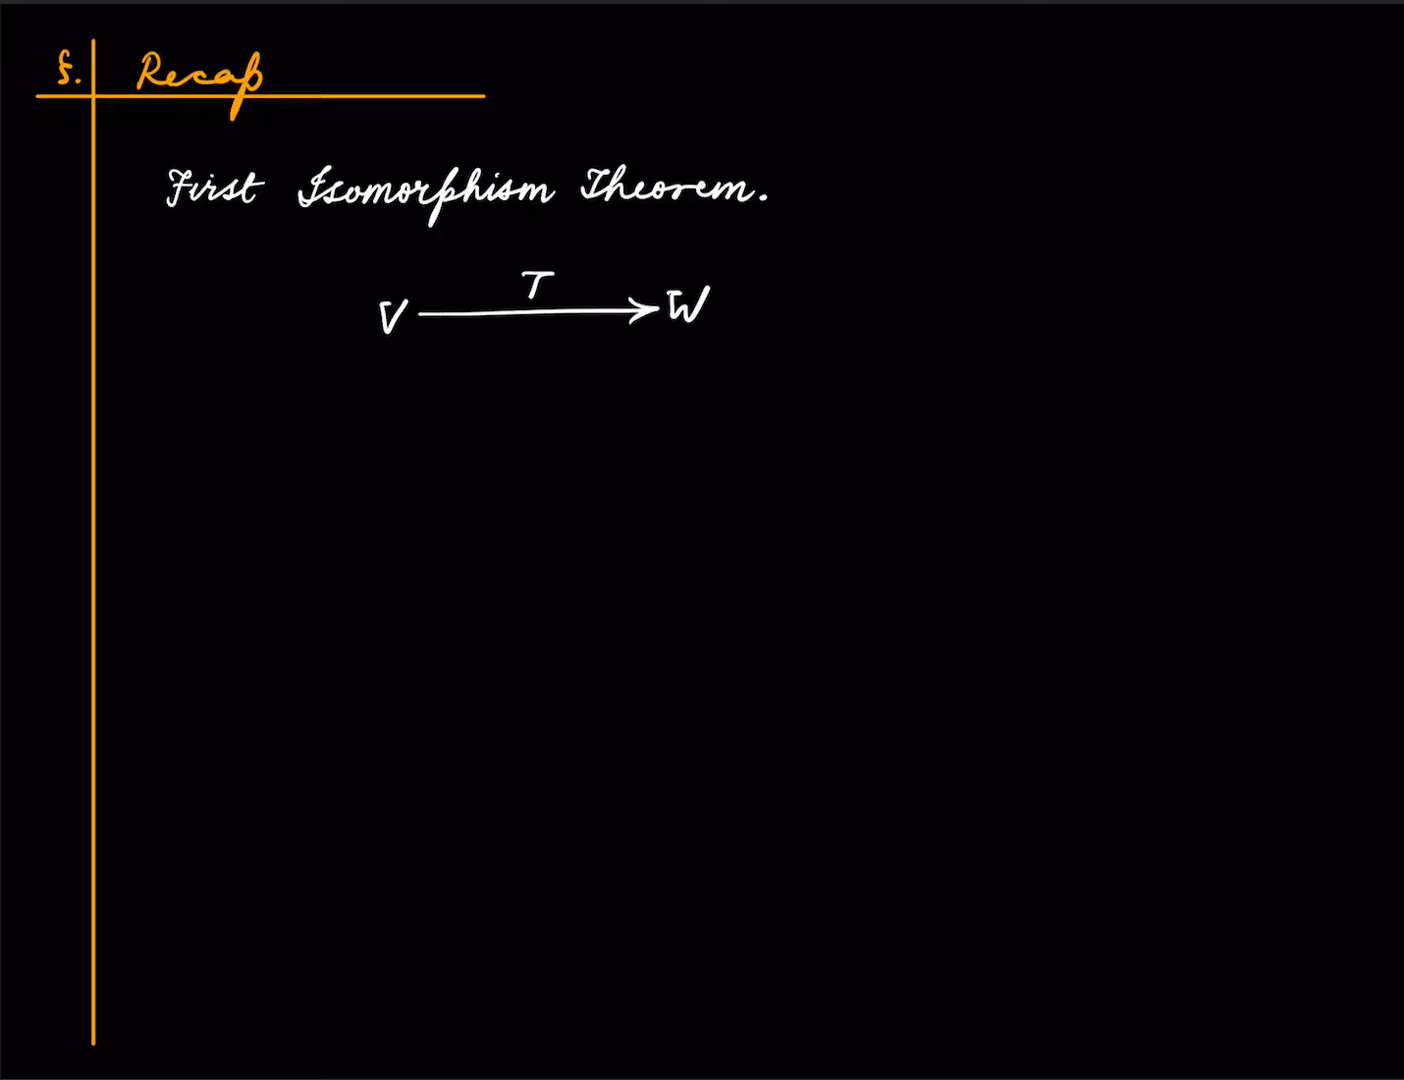 §. Recap
First Isomorphism Theorem.
T
V → W